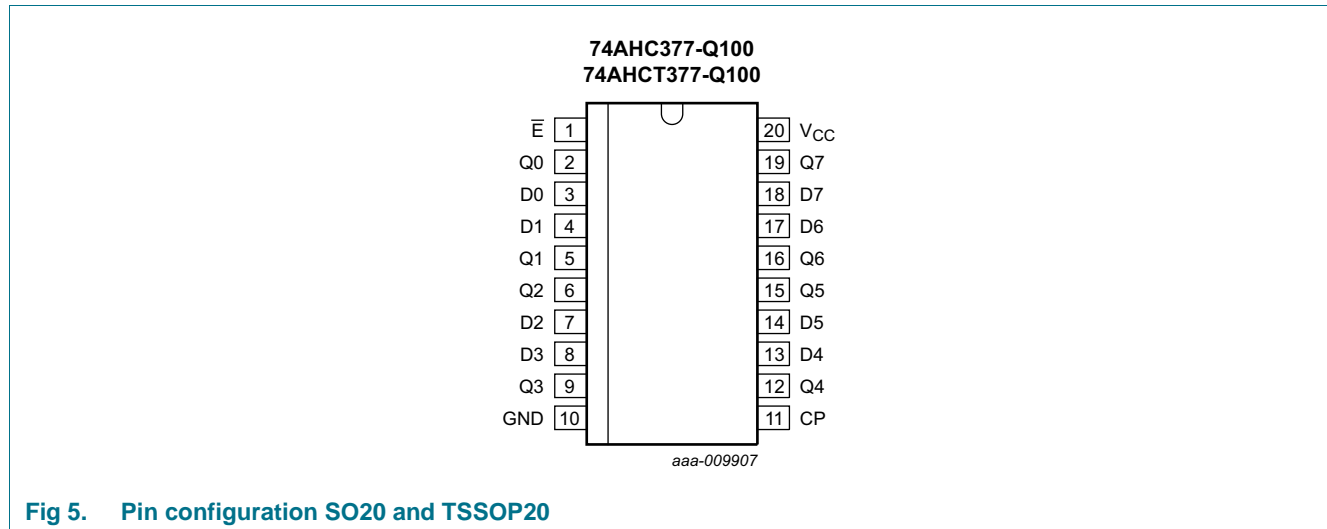 74AHC377-Q100
74AHCT377-Q100
E̅ 1 20 VCC
Q0 2 19 Q7
D0 3 18 D7
D1 4 17 D6
Q1 5 16 Q6
Q2 6 15 Q5
D2 7 14 D5
D3 8 13 D4
Q3 9 12 Q4
GND 10 11 CP
aaa-009907
Fig 5. Pin configuration SO20 and TSSOP20